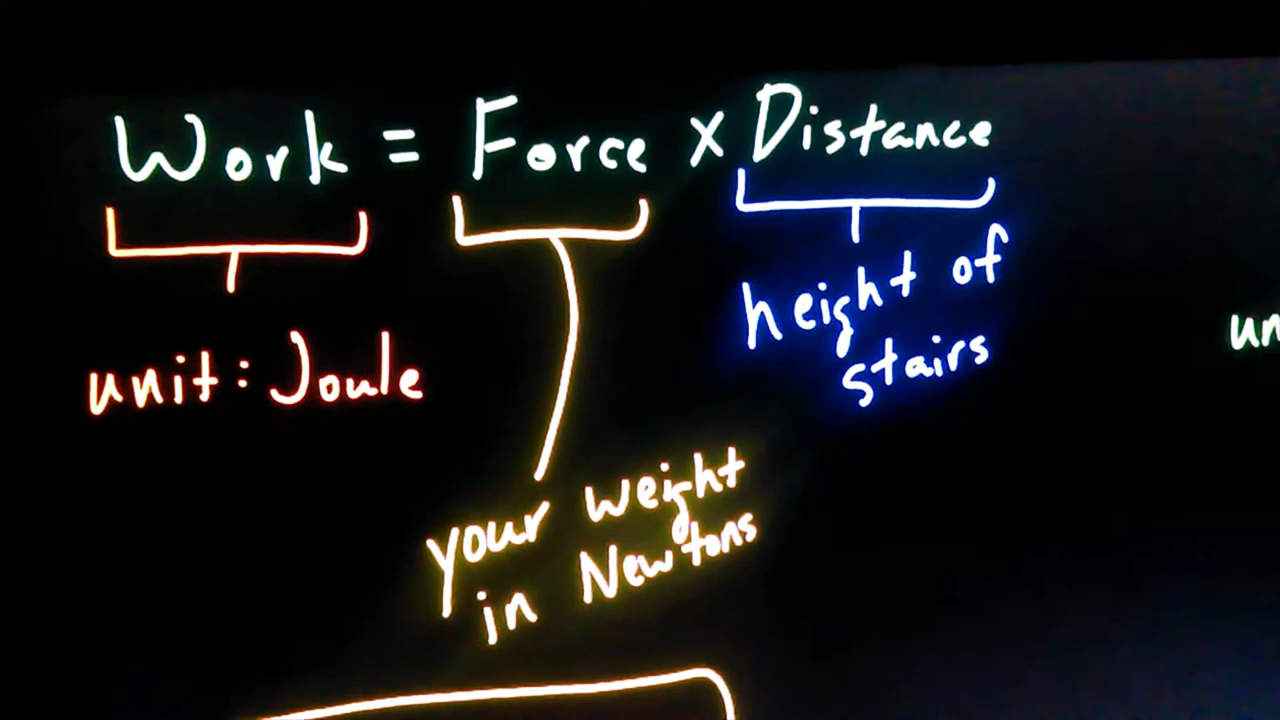 Work = Force x Distance
unit: Joule
your weight
in Newtons
height of
stairs